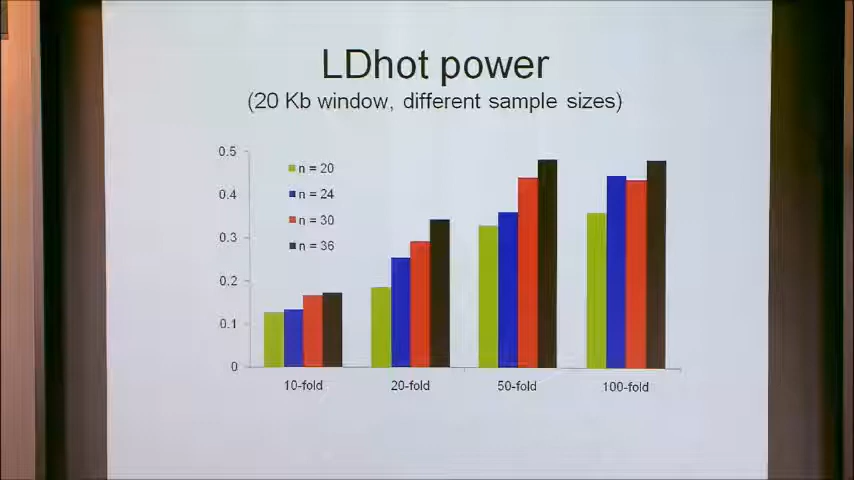 LDhot power
(20 Kb window, different sample sizes)
0.5
0.4
0.3
0.2
0.1
0
n = 20
n = 24
n = 30
n = 36
10-fold
20-fold
50-fold
100-fold